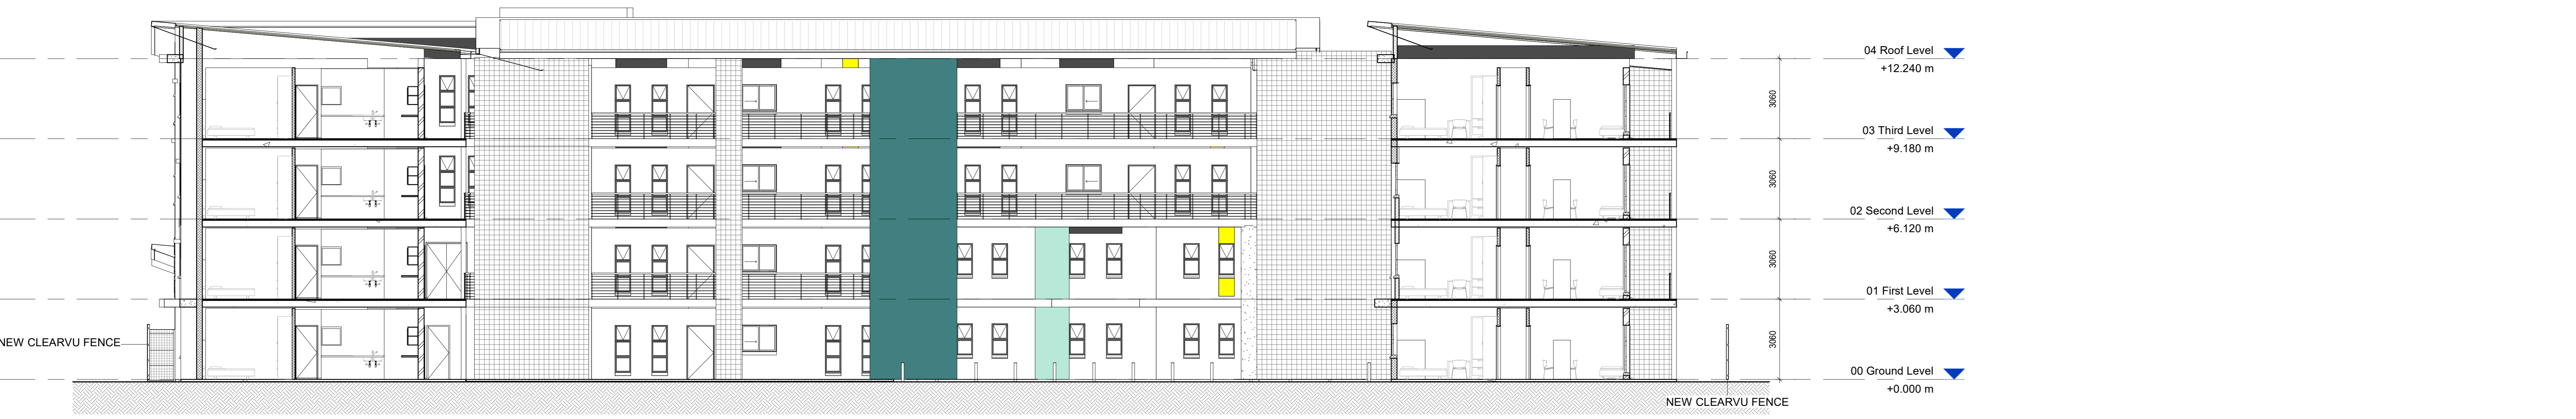 04 Roof Level
+12.240 m
3060
03 Third Level
+9.180 m
3060
02 Second Level
+6.120 m
3060
01 First Level
+3.060 m
NEW CLEARVU FENCE
3060
00 Ground Level
+0.000 m
NEW CLEARVU FENCE